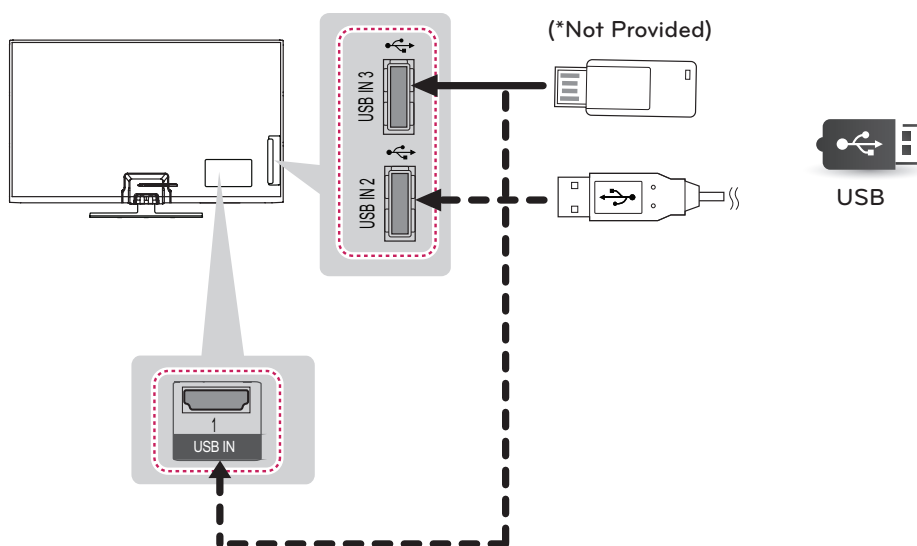 (*Not Provided)
USB IN 3
USB IN 2
USB
1
USB IN